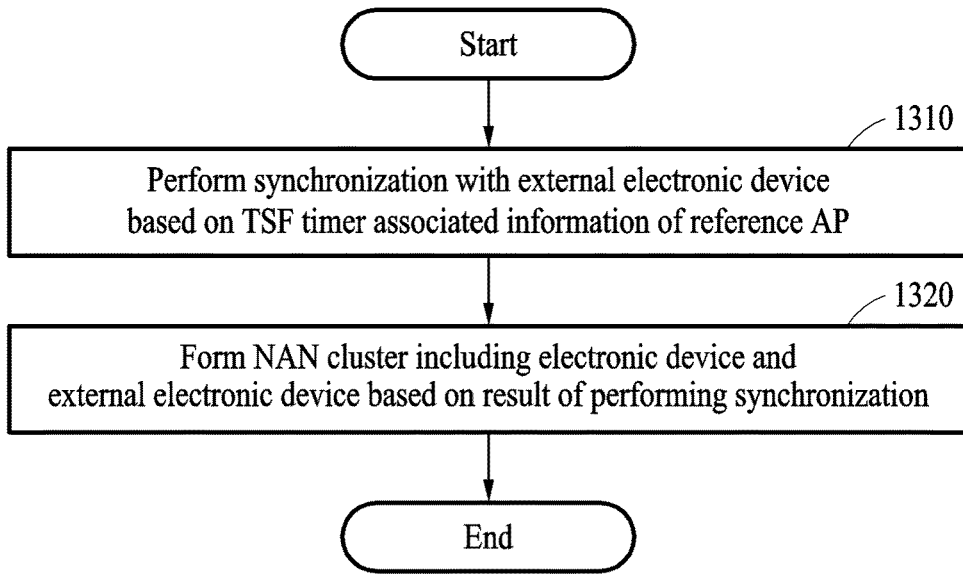 Start
1310
Perform synchronization with external electronic device
based on TSF timer associated information of reference AP
1320
Form NAN cluster including electronic device and
external electronic device based on result of performing synchronization
End